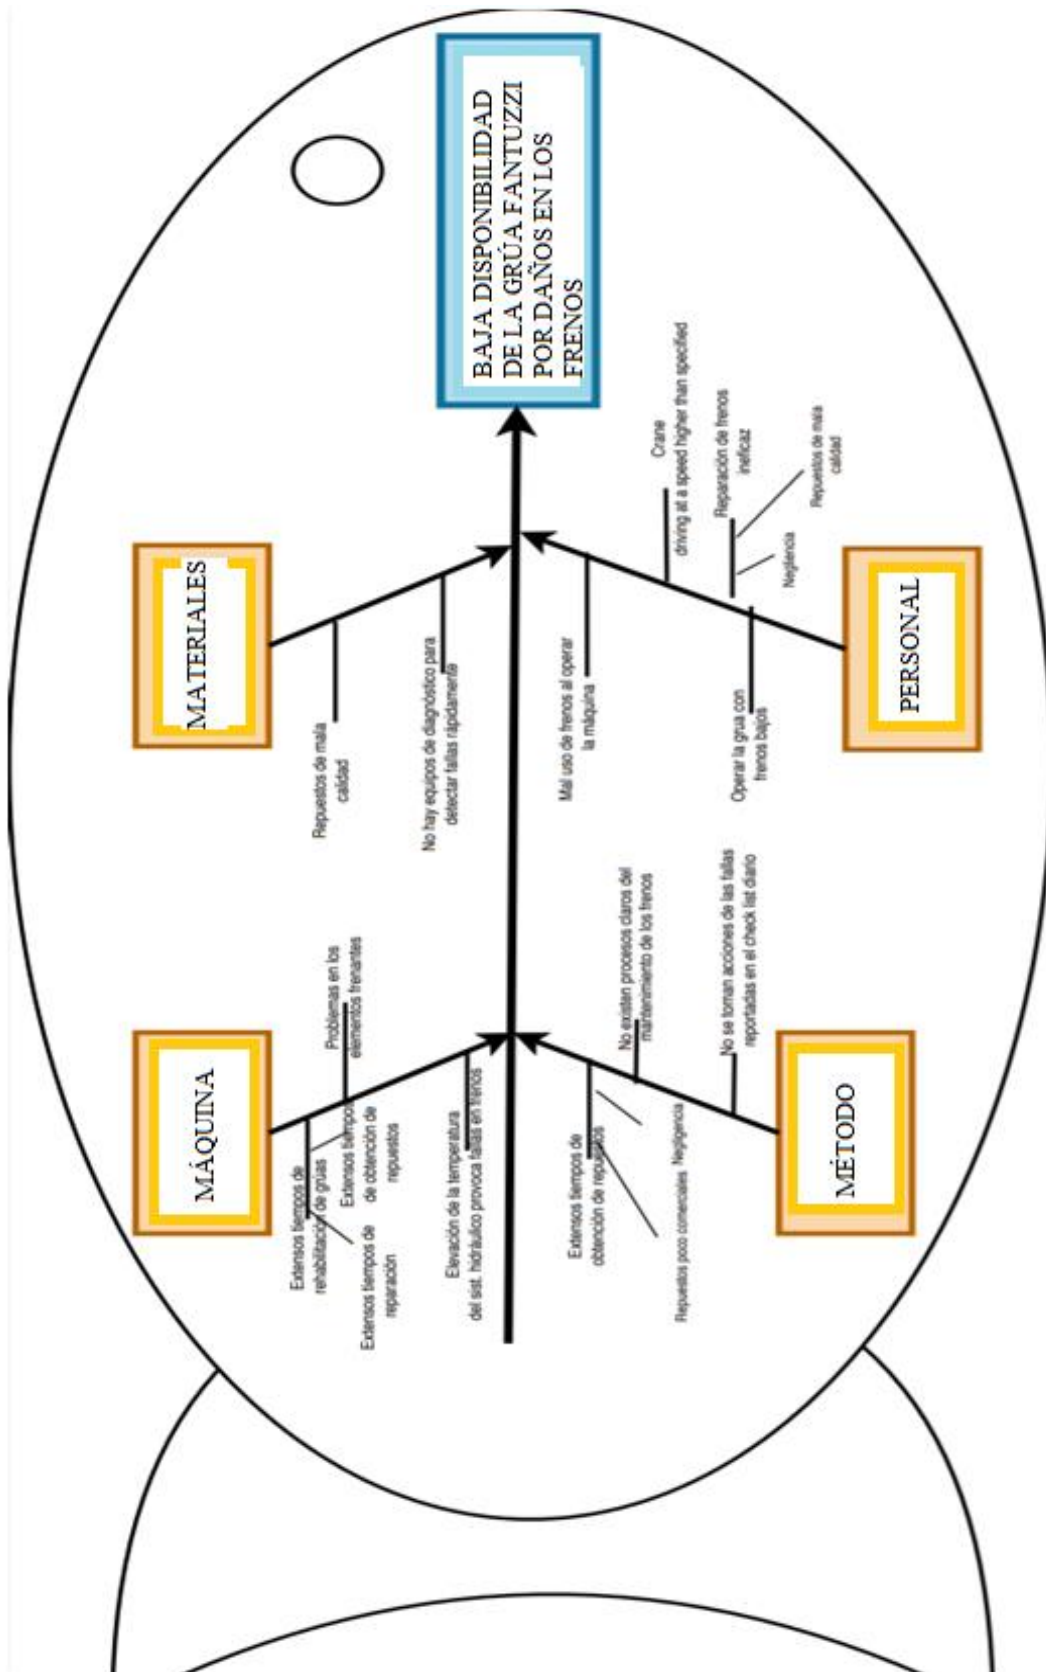 MÁQUINA
Extensos tiempos de
rehabilitación de grúas
Extensos tiempos de
reparación
Extensos tiempos
de obtención de
repuestos
Problemas en los
elementos frenantes
Elevación de la temperatura
del sist. hidráulico provoca fallas en frenos
MATERIALES
Repuestos de mala
calidad
No hay equipos de diagnóstico para
detectar fallas rápidamente
BAJA DISPONIBILIDAD
DE LA GRÚA FANTUZZI
POR DAÑOS EN LOS
FRENOS
MÉTODO
Extensos tiempos de
obtención de repuestos
Repuestos poco comerciales
Negligencia
No existen procesos claros del
mantenimiento de los frenos
No se toman acciones de las fallas
reportadas en el check list diario
PERSONAL
Mal uso de frenos al operar
la máquina
Crane
driving at a speed higher than specified
Reparación de frenos
ineficaz
Negliencia
Repuestos de mala
calidad
Operar la grúa con
frenos bajos